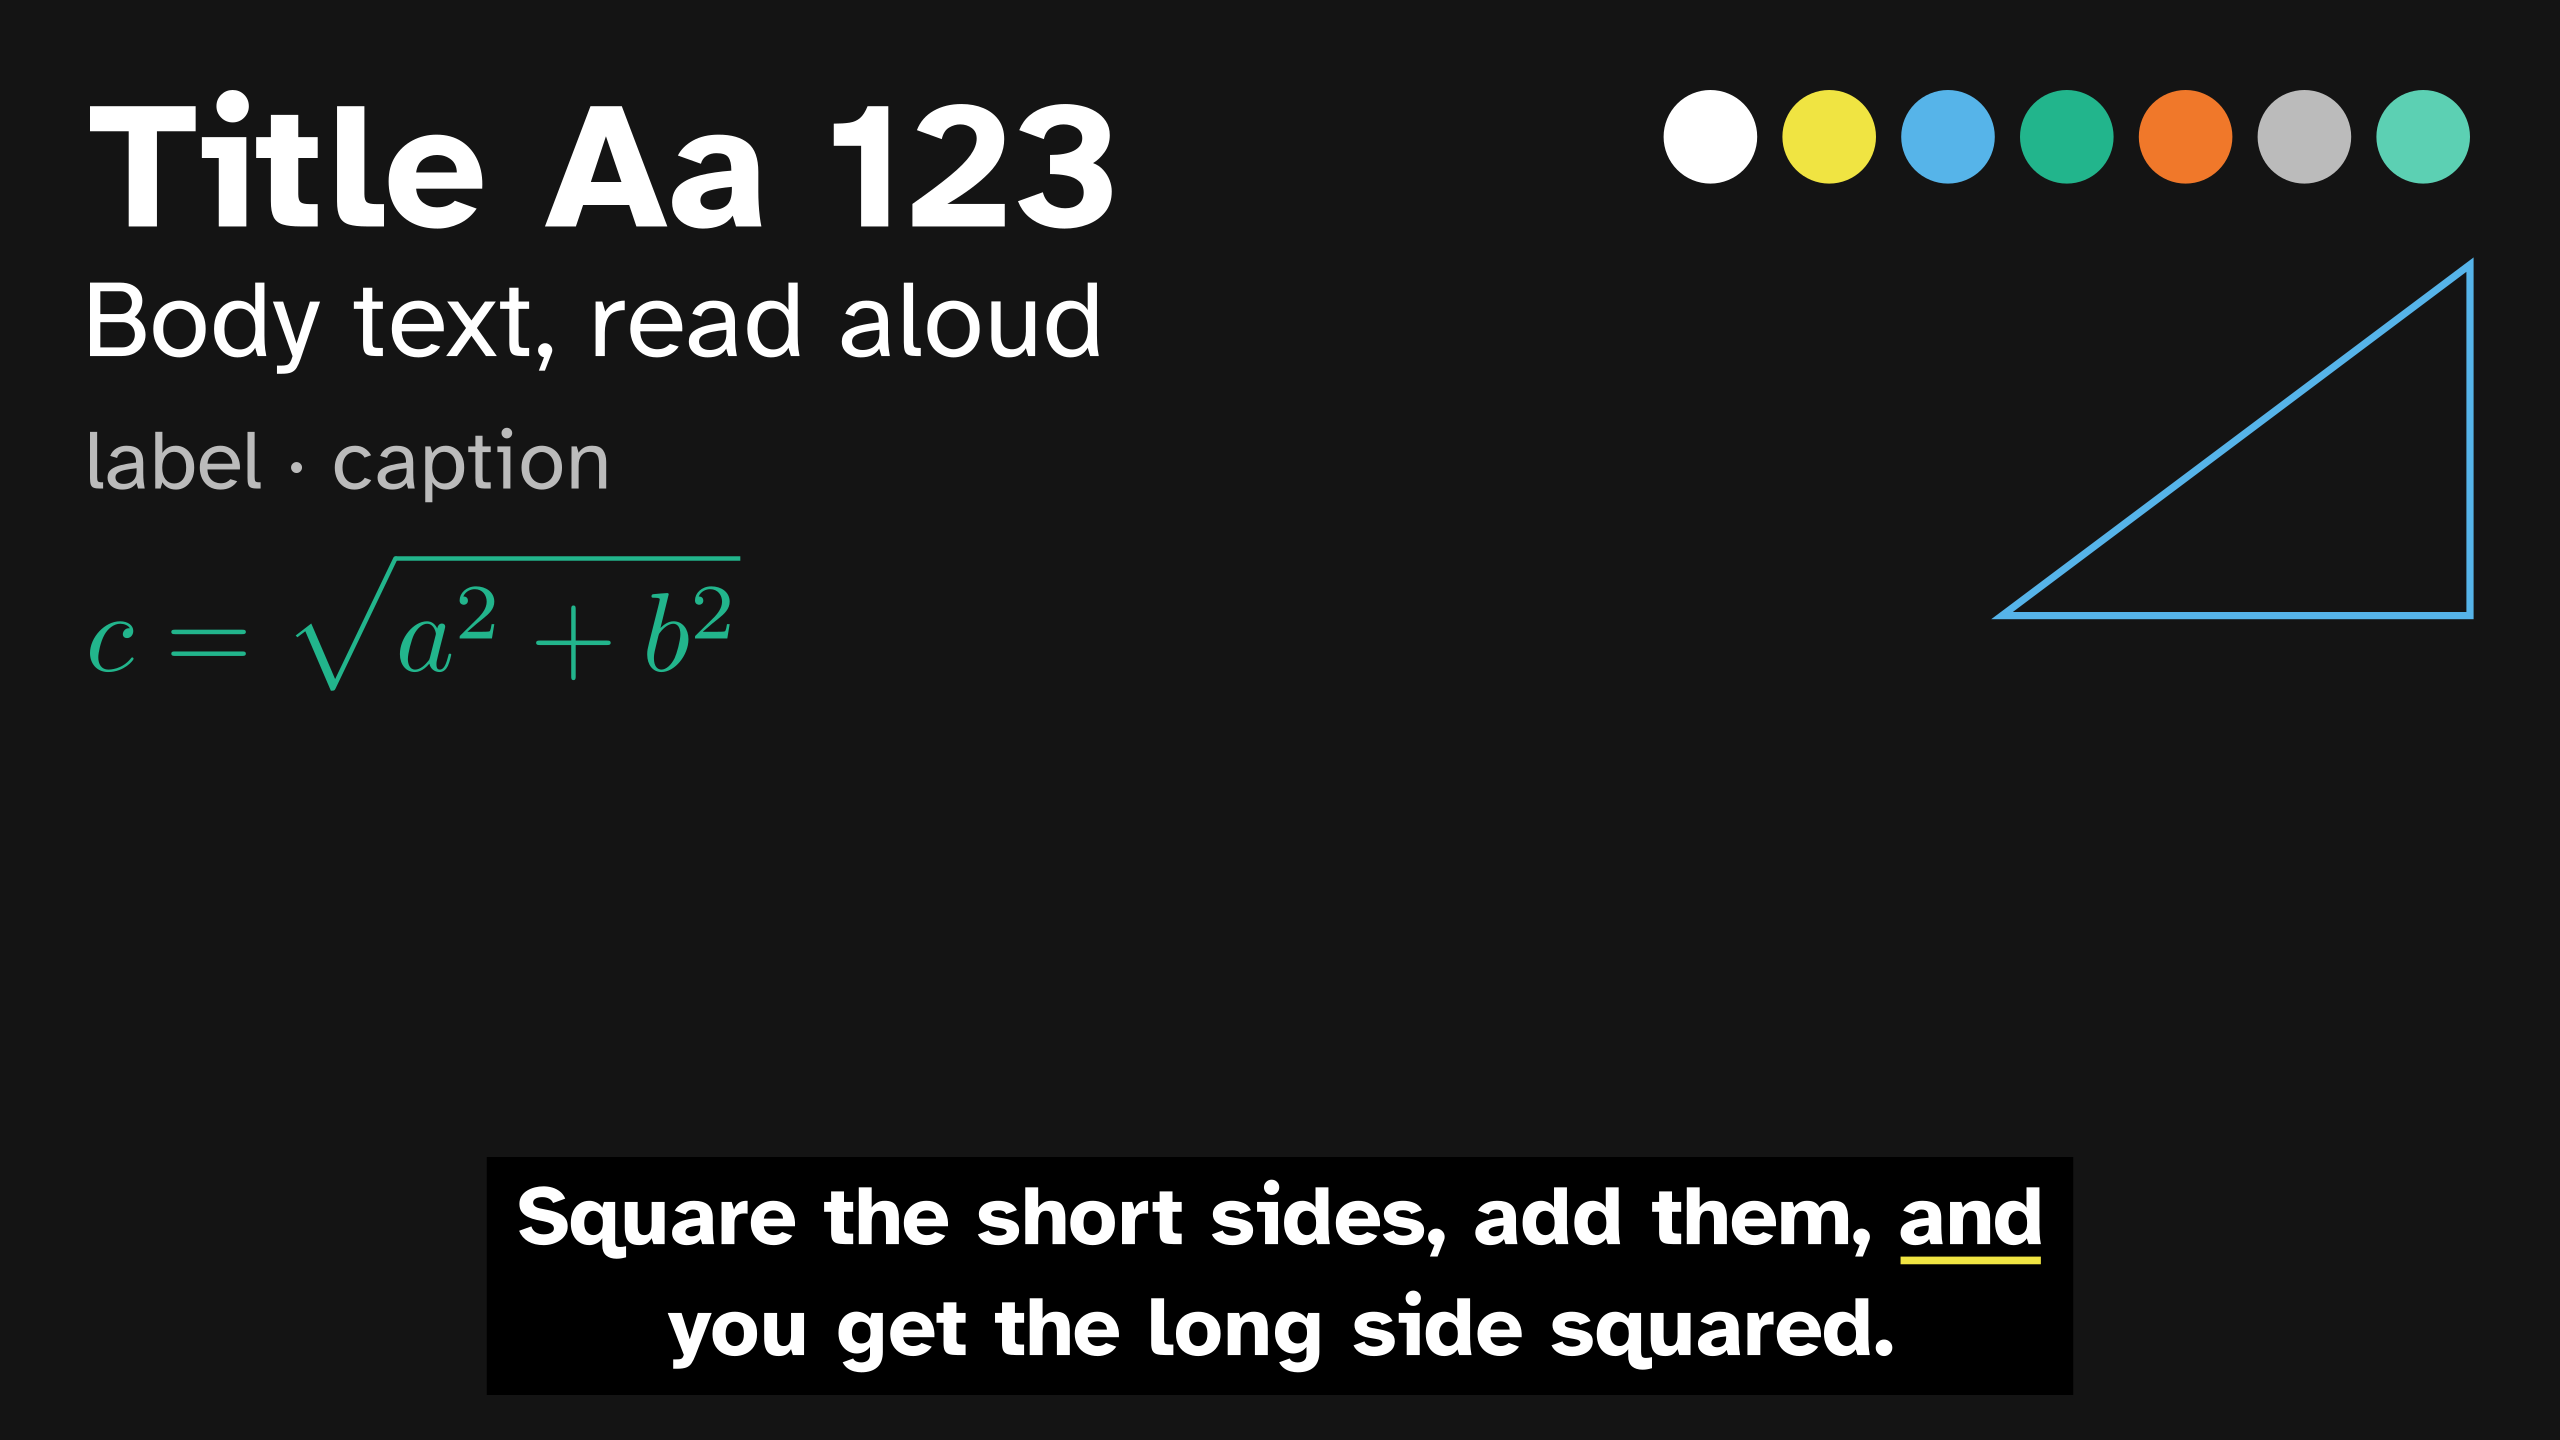 Title Aa 123
Body text, read aloud
label · caption
c = √(a² + b²)
Square the short sides, add them, and
you get the long side squared.